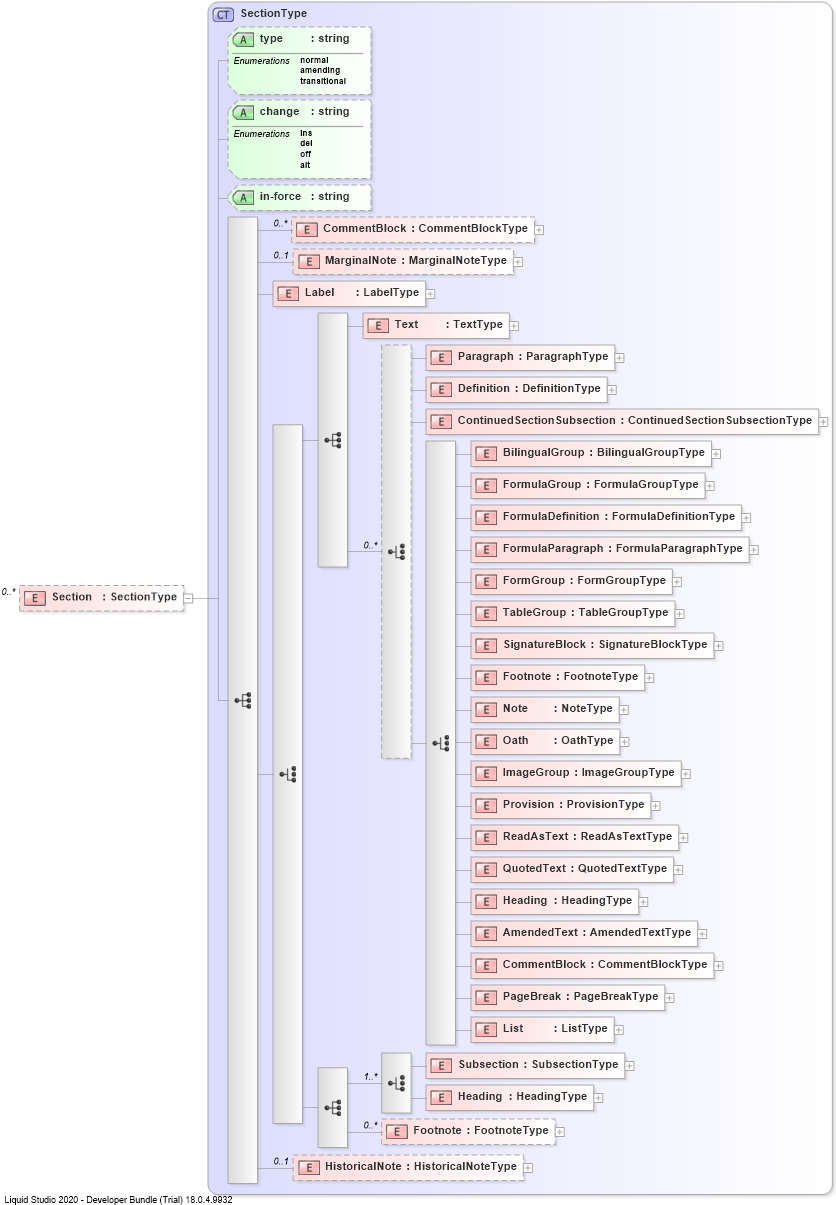 CT SectionType
A type : string
Enumerations normal
amending
transitional
A change : string
Enumerations ins
del
off
alt
A in-force : string
0..*
E CommentBlock : CommentBlockType
0..1
E MarginalNote : MarginalNoteType
E Label : LabelType
E Text : TextType
E Paragraph : ParagraphType
E Definition : DefinitionType
E ContinuedSectionSubsection : ContinuedSectionSubsectionType
E BilingualGroup : BilingualGroupType
E FormulaGroup : FormulaGroupType
E FormulaDefinition : FormulaDefinitionType
0..*
E FormulaParagraph : FormulaParagraphType
E FormGroup : FormGroupType
0..*
E Section : SectionType
E TableGroup : TableGroupType
E SignatureBlock : SignatureBlockType
E Footnote : FootnoteType
E Note : NoteType
E Oath : OathType
E ImageGroup : ImageGroupType
E Provision : ProvisionType
E ReadAsText : ReadAsTextType
E QuotedText : QuotedTextType
E Heading : HeadingType
E AmendedText : AmendedTextType
E CommentBlock : CommentBlockType
E PageBreak : PageBreakType
E List : ListType
E Subsection : SubsectionType
1..*
E Heading : HeadingType
0..*
E Footnote : FootnoteType
0..1
E HistoricalNote : HistoricalNoteType
Liquid Studio 2020 - Developer Bundle (Trial) 18.0.4.9932